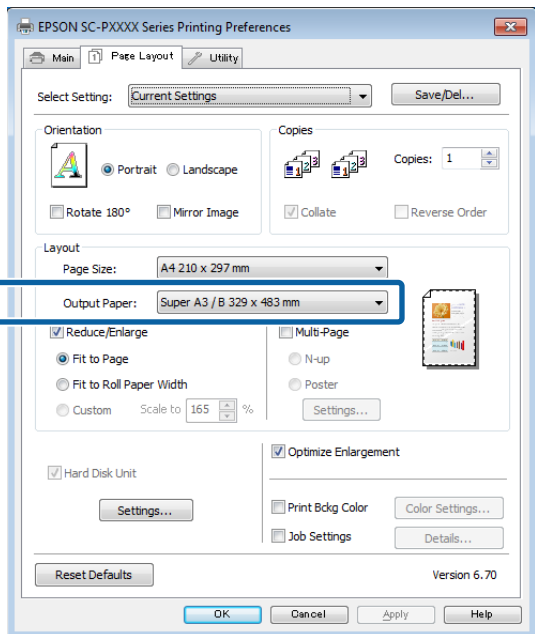 EPSON SC-PXXXX Series Printing Preferences
Main Page Layout Utility
Select Setting: Current Settings Save/Del...
Orientation Copies
Portrait Landscape Copies: 1
Rotate 180° Mirror Image Collate Reverse Order
Layout
Page Size: A4 210 x 297 mm
Output Paper: Super A3 / B 329 x 483 mm
Reduce/Enlarge Multi-Page
Fit to Page N-up
Fit to Roll Paper Width Poster
Custom Scale to 165 % Settings...
Optimize Enlargement
Hard Disk Unit
Settings... Print Bckg Color Color Settings...
Job Settings Details...
Reset Defaults Version 6.70
OK Cancel Apply Help